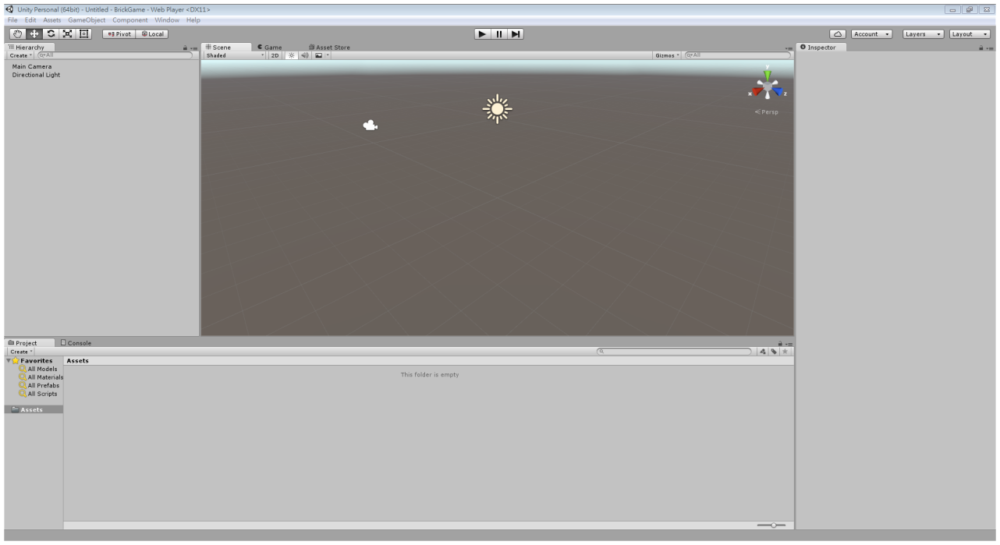 Unity Personal (64bit) - Untitled - BrickGame - Web Player <DX11>
File Edit Assets GameObject Component Window Help
Pivot Local Account Layers Layout
Hierarchy Scene Game Asset Store Inspector
Create All Shaded 2D Gizmos All
Main Camera
Directional Light
y
x z
Persp
Project Console
Create
Favorites Assets
All Models
All Materials This folder is empty
All Prefabs
All Scripts
Assets